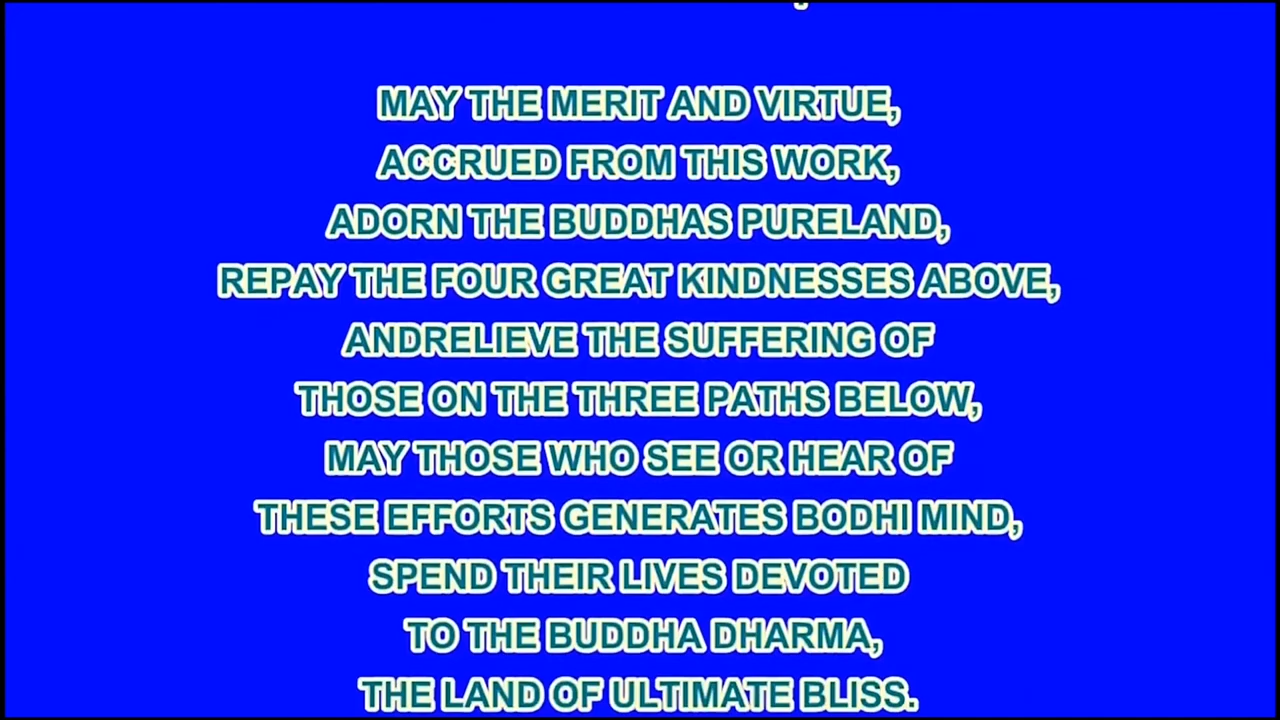 MAY THE MERIT AND VIRTUE,
ACCRUED FROM THIS WORK,
ADORN THE BUDDHAS PURELAND,
REPAY THE FOUR GREAT KINDNESSES ABOVE,
ANDRELIEVE THE SUFFERING OF
THOSE ON THE THREE PATHS BELOW,
MAY THOSE WHO SEE OR HEAR OF
THESE EFFORTS GENERATES BODHI MIND,
SPEND THEIR LIVES DEVOTED
TO THE BUDDHA DHARMA,
THE LAND OF ULTIMATE BLISS.